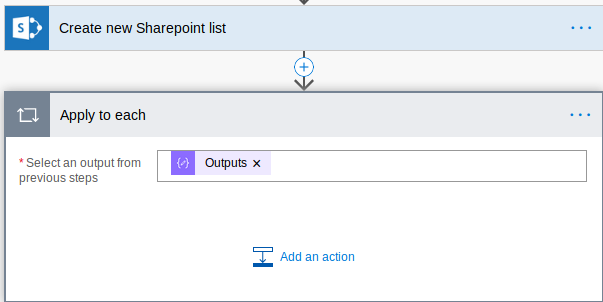 Create new Sharepoint list
Apply to each
* Select an output from
previous steps
Outputs
Add an action